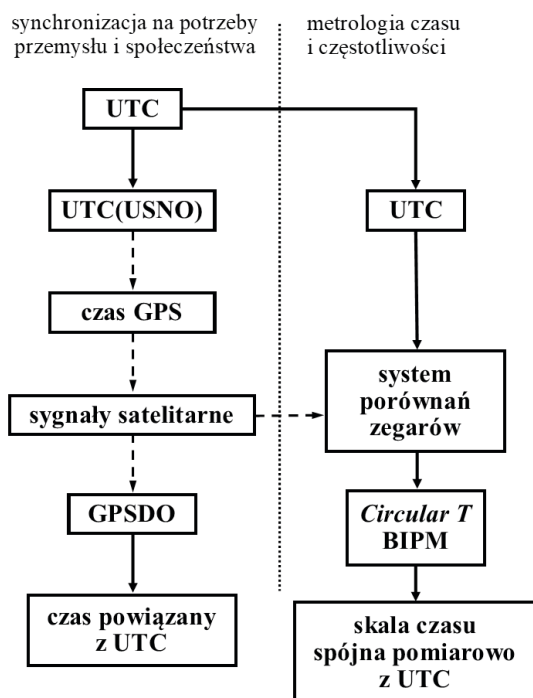 synchronizacja na potrzeby
przemysłu i społeczeństwa
metrologia czasu
i częstotliwości
UTC
UTC(USNO)
UTC
czas GPS
system
porównań
zegarów
sygnały satelitarne
GPSDO
Circular T
BIPM
czas powiązany
z UTC
skala czasu
spójna pomiarowo
z UTC